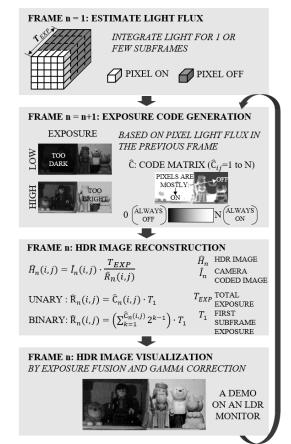 FRAME n = 1: ESTIMATE LIGHT FLUX
T_EXP
INTEGRATE LIGHT FOR 1 OR
FEW SUBFRAMES
PIXEL ON
PIXEL OFF
FRAME n = n+1: EXPOSURE CODE GENERATION
EXPOSURE
BASED ON PIXEL LIGHT FLUX IN
THE PREVIOUS FRAME
LOW
TOO
DARK
HIGH
TOO
BRIGHT
C̃: CODE MATRIX (C̃_ij=1 to N)
PIXELS ARE
MOSTLY:
ON
OFF
0 (ALWAYS
OFF)
N (ALWAYS
ON)
FRAME n: HDR IMAGE RECONSTRUCTION
H̃_n(i,j) = Ĩ_n(i,j) · T_EXP / R̃_n(i,j)
H̃_n HDR IMAGE
Ĩ_n CAMERA
CODED IMAGE
UNARY : R̃_n(i,j) = C̃_n(i,j) · T_1
T_EXP TOTAL
EXPOSURE
BINARY: R̃_n(i,j) = (∑_{k=1}^{C̃_n(i,j)} 2^{k−1}) · T_1
T_1 FIRST
SUBFRAME
EXPOSURE
FRAME n: HDR IMAGE VISUALIZATION
BY EXPOSURE FUSION AND GAMMA CORRECTION
A DEMO
ON AN LDR
MONITOR